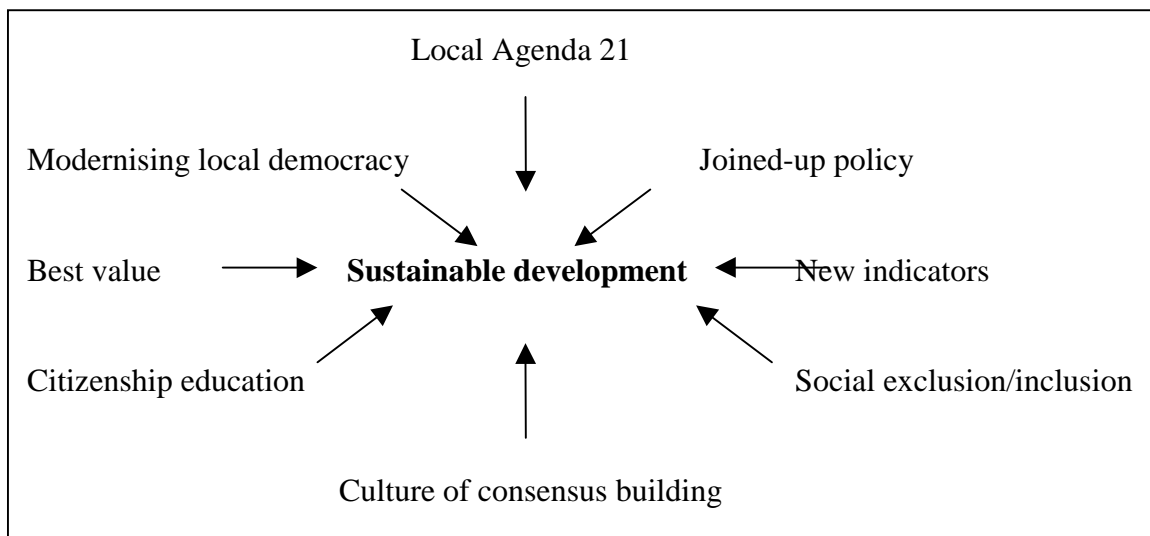 Local Agenda 21
Modernising local democracy Joined-up policy
Best value Sustainable development New indicators
Citizenship education Social exclusion/inclusion
Culture of consensus building